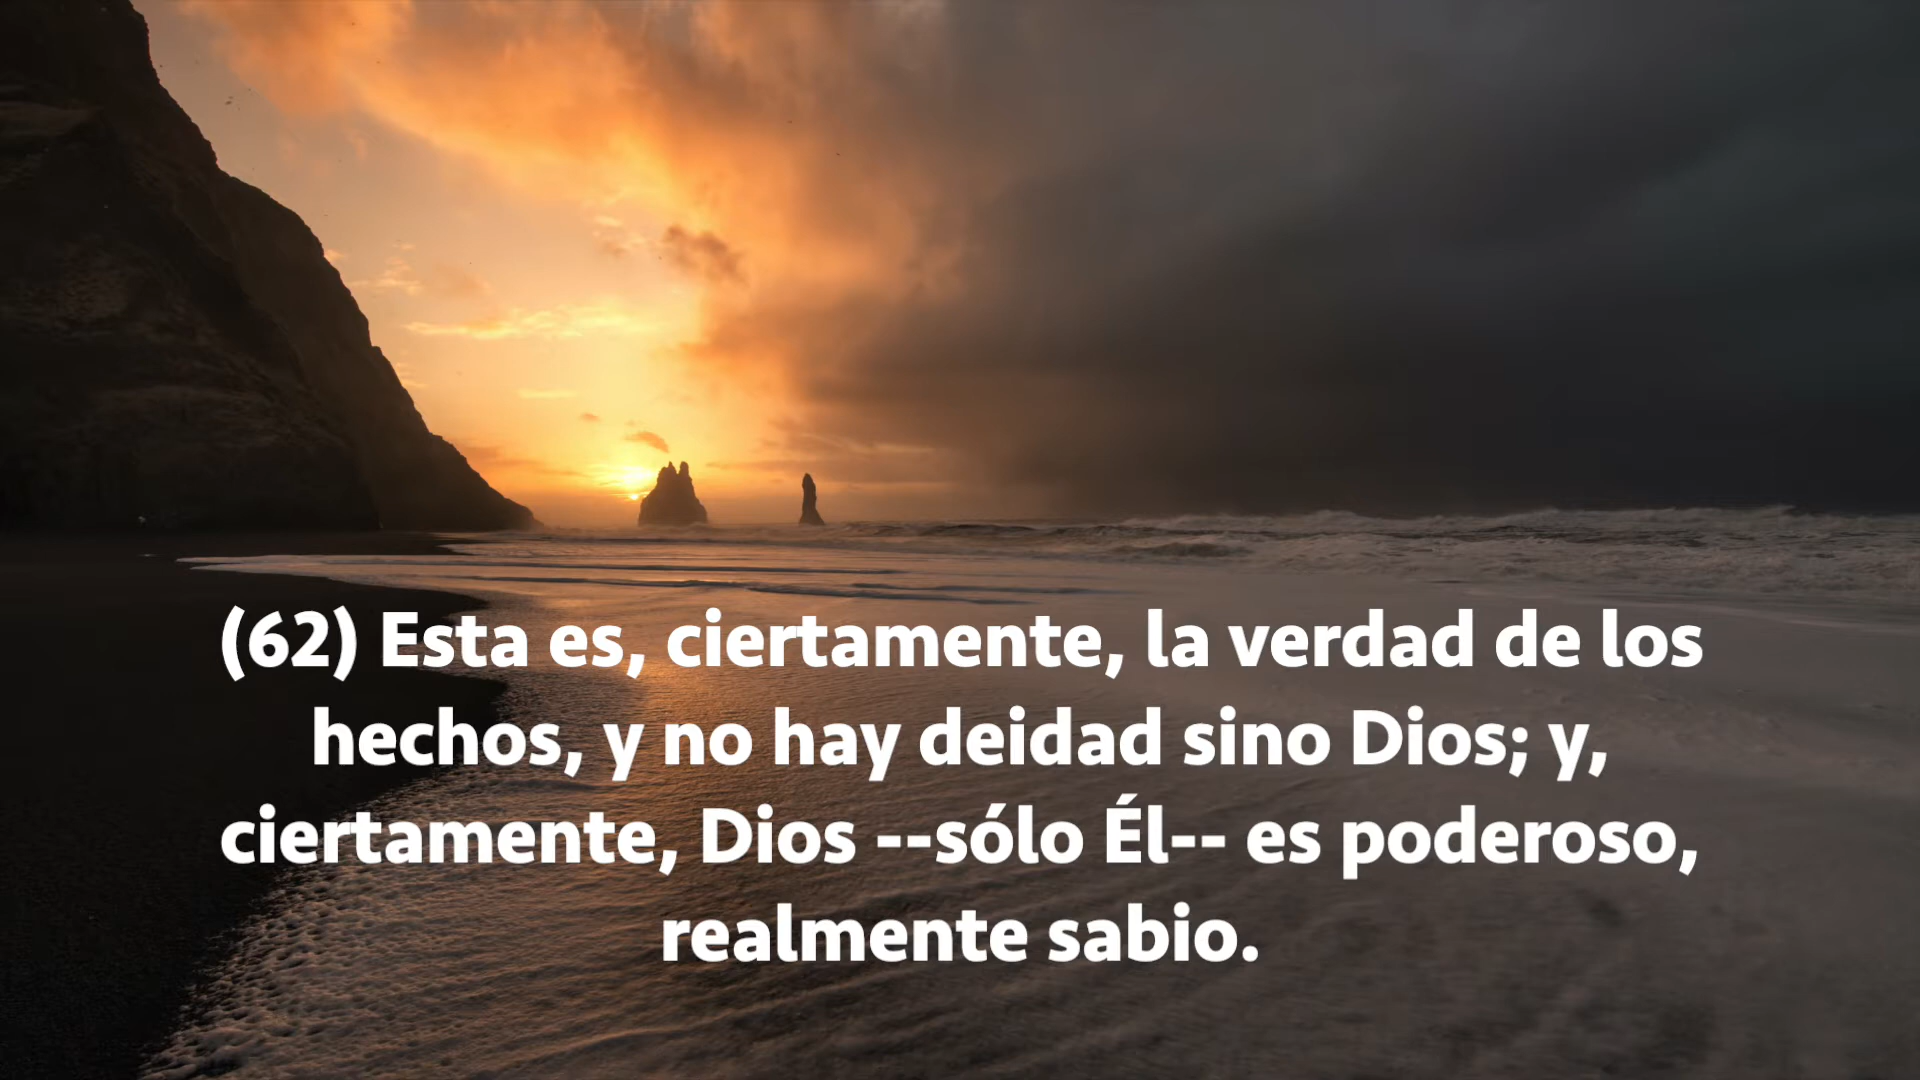 (62) Esta es, ciertamente, la verdad de los
hechos, y no hay deidad sino Dios; y,
ciertamente, Dios --sólo Él-- es poderoso,
realmente sabio.